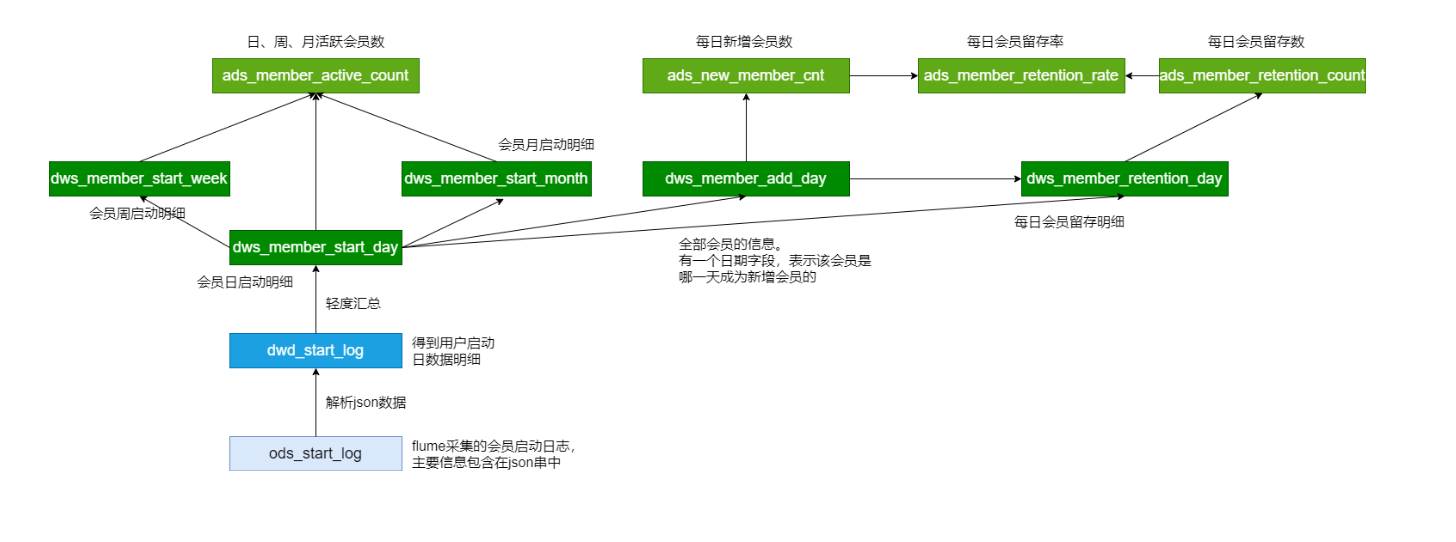 日、周、月活跃会员数
每日新增会员数
每日会员留存率
每日会员留存数
ads_member_active_count
ads_new_member_cnt
ads_member_retention_rate
ads_member_retention_count
会员月启动明细
dws_member_start_week
dws_member_start_month
dws_member_add_day
dws_member_retention_day
会员周启动明细
每日会员留存明细
dws_member_start_day
全部会员的信息。
有一个日期字段，表示该会员是
哪一天成为新增会员的
会员日启动明细
轻度汇总
dwd_start_log
得到用户启动
日数据明细
解析json数据
ods_start_log
flume采集的会员启动日志，
主要信息包含在json串中